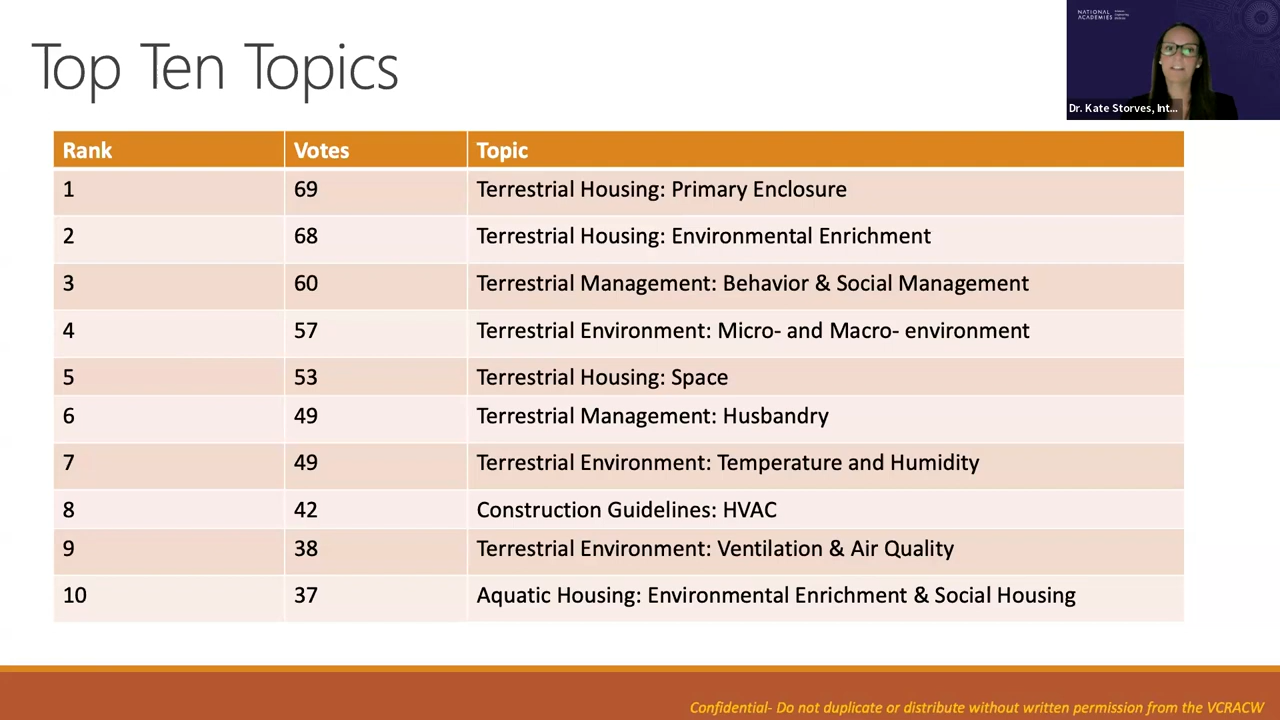 Top Ten Topics
NATIONAL
ACADEMIES
Dr. Kate Storves, Int...
Rank Votes Topic
1 69 Terrestrial Housing: Primary Enclosure
2 68 Terrestrial Housing: Environmental Enrichment
3 60 Terrestrial Management: Behavior & Social Management
4 57 Terrestrial Environment: Micro- and Macro- environment
5 53 Terrestrial Housing: Space
6 49 Terrestrial Management: Husbandry
7 49 Terrestrial Environment: Temperature and Humidity
8 42 Construction Guidelines: HVAC
9 38 Terrestrial Environment: Ventilation & Air Quality
10 37 Aquatic Housing: Environmental Enrichment & Social Housing
Confidential- Do not duplicate or distribute without written permission from the VCRACW